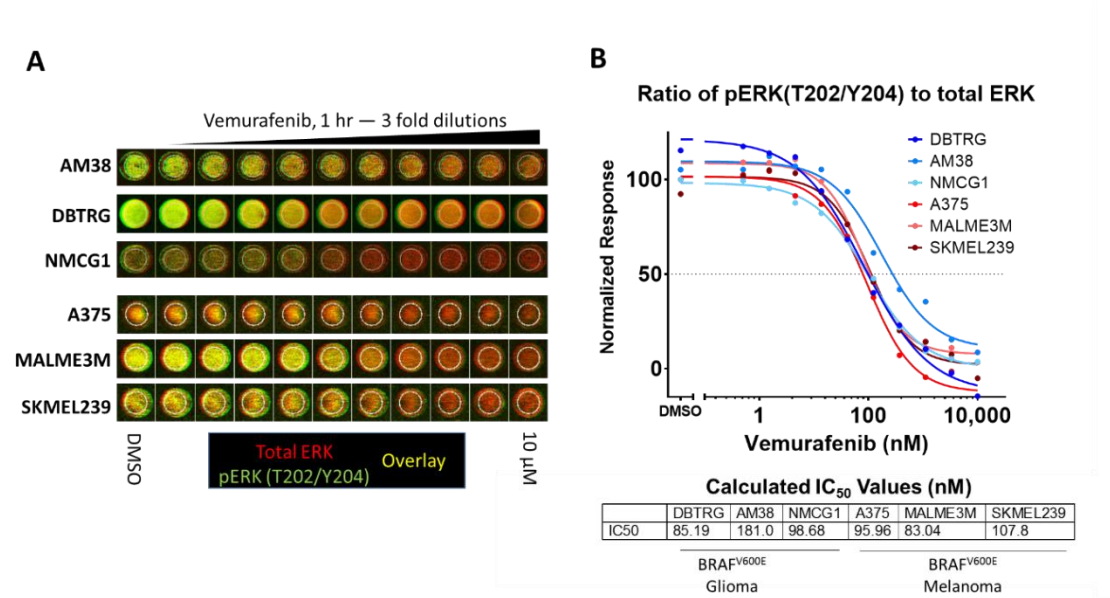 A
Vemurafenib, 1 hr — 3 fold dilutions
AM38
DBTRG
NMCG1
A375
MALME3M
SKMEL239
DMSO
Total ERK
pERK (T202/Y204)
Overlay
10 µM
B
Ratio of pERK(T202/Y204) to total ERK
Normalized Response
100
50
0
DMSO
1
100
10,000
Vemurafenib (nM)
DBTRG
AM38
NMCG1
A375
MALME3M
SKMEL239
Calculated IC50 Values (nM)
DBTRG AM38 NMCG1 A375 MALME3M SKMEL239
IC50 85.19 181.0 98.68 95.96 83.04 107.8
BRAFV600E BRAFV600E
Glioma Melanoma